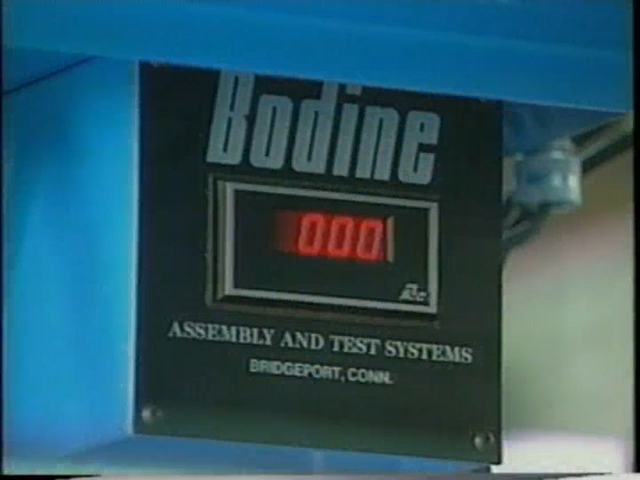 Bodine
000
ASSEMBLY AND TEST SYSTEMS
BRIDGEPORT, CONN.